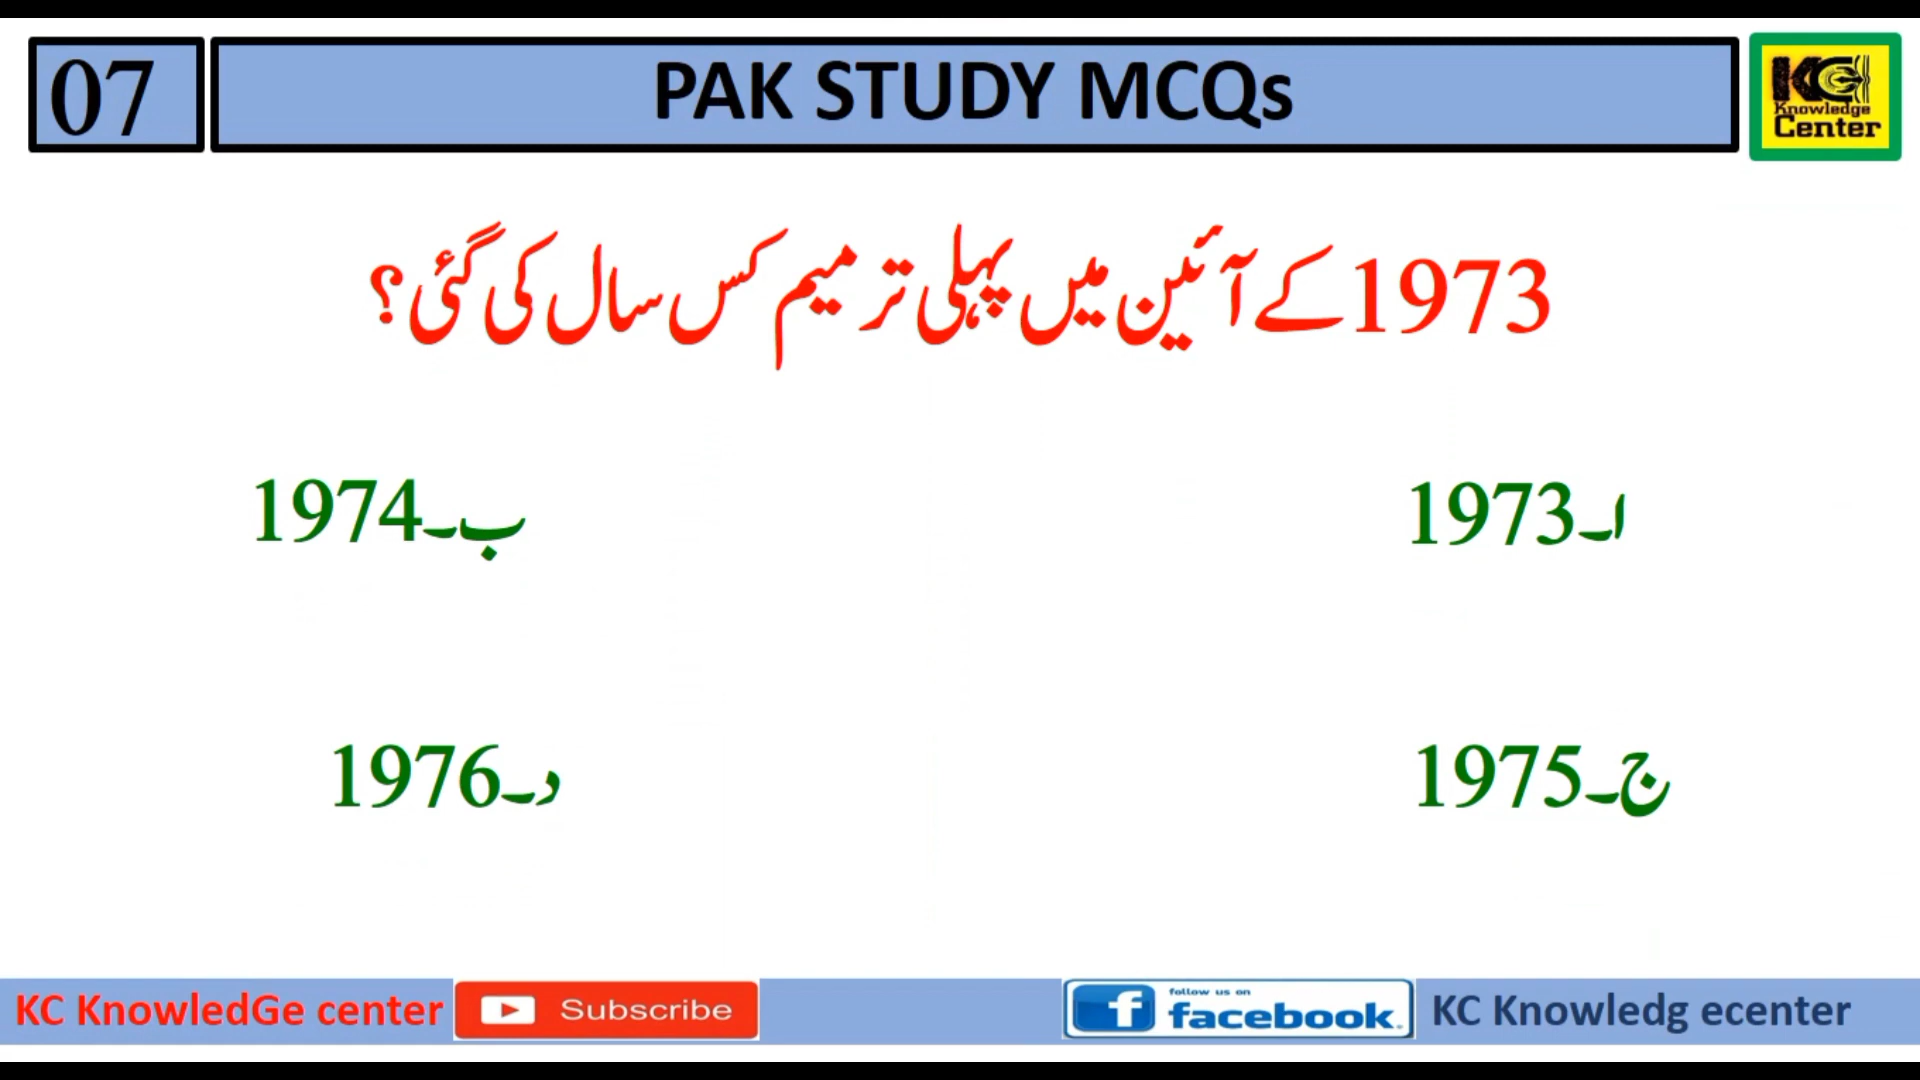 07
PAK STUDY MCQs
KC
Knowledge
Center
1973 کے آئین میں پہلی ترمیم کس سال کی گئی؟
ا۔1973
ب۔1974
ج۔1975
د۔1976
KC KnowledGe center
Subscribe
follow us on
facebook.
KC Knowledg ecenter